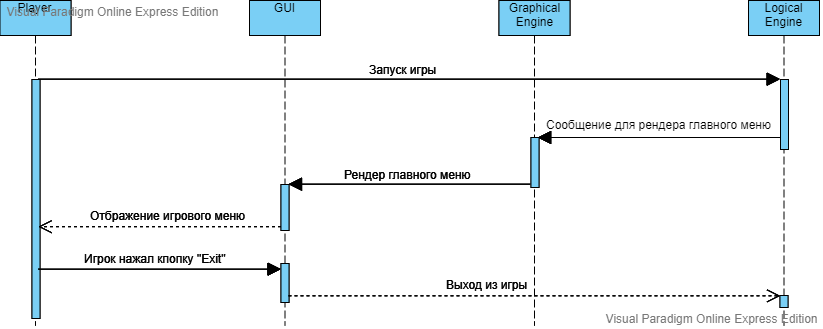 Visual Paradigm Online Express Edition
Player
GUI
Graphical
Engine
Logical
Engine
Запуск игры
Сообщение для рендера главного меню
Рендер главного меню
Отбражение игрового меню
Игрок нажал клопку "Exit"
Выход из игры
Visual Paradigm Online Express Edition